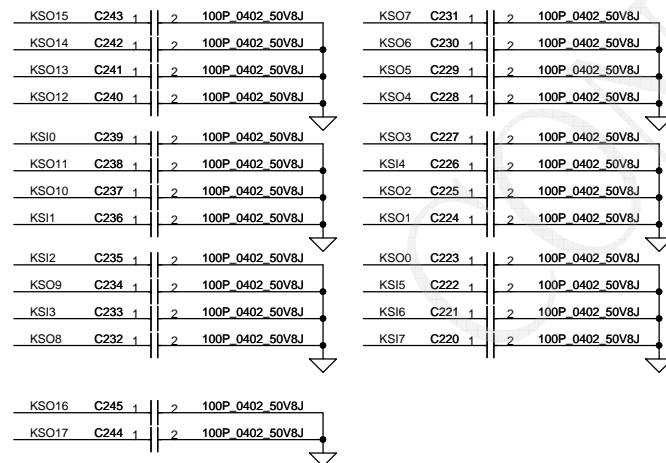 KSO15 C243 1 2 100P_0402_50V8J
KSO14 C242 1 2 100P_0402_50V8J
KSO13 C241 1 2 100P_0402_50V8J
KSO12 C240 1 2 100P_0402_50V8J
KSI0 C239 1 2 100P_0402_50V8J
KSO11 C238 1 2 100P_0402_50V8J
KSO10 C237 1 2 100P_0402_50V8J
KSI1 C236 1 2 100P_0402_50V8J
KSI2 C235 1 2 100P_0402_50V8J
KSO9 C234 1 2 100P_0402_50V8J
KSI3 C233 1 2 100P_0402_50V8J
KSO8 C232 1 2 100P_0402_50V8J
KSO16 C245 1 2 100P_0402_50V8J
KSO17 C244 1 2 100P_0402_50V8J
KSO7 C231 1 2 100P_0402_50V8J
KSO6 C230 1 2 100P_0402_50V8J
KSO5 C229 1 2 100P_0402_50V8J
KSO4 C228 1 2 100P_0402_50V8J
KSO3 C227 1 2 100P_0402_50V8J
KSI4 C226 1 2 100P_0402_50V8J
KSO2 C225 1 2 100P_0402_50V8J
KSO1 C224 1 2 100P_0402_50V8J
KSO0 C223 1 2 100P_0402_50V8J
KSI5 C222 1 2 100P_0402_50V8J
KSI6 C221 1 2 100P_0402_50V8J
KSI7 C220 1 2 100P_0402_50V8J